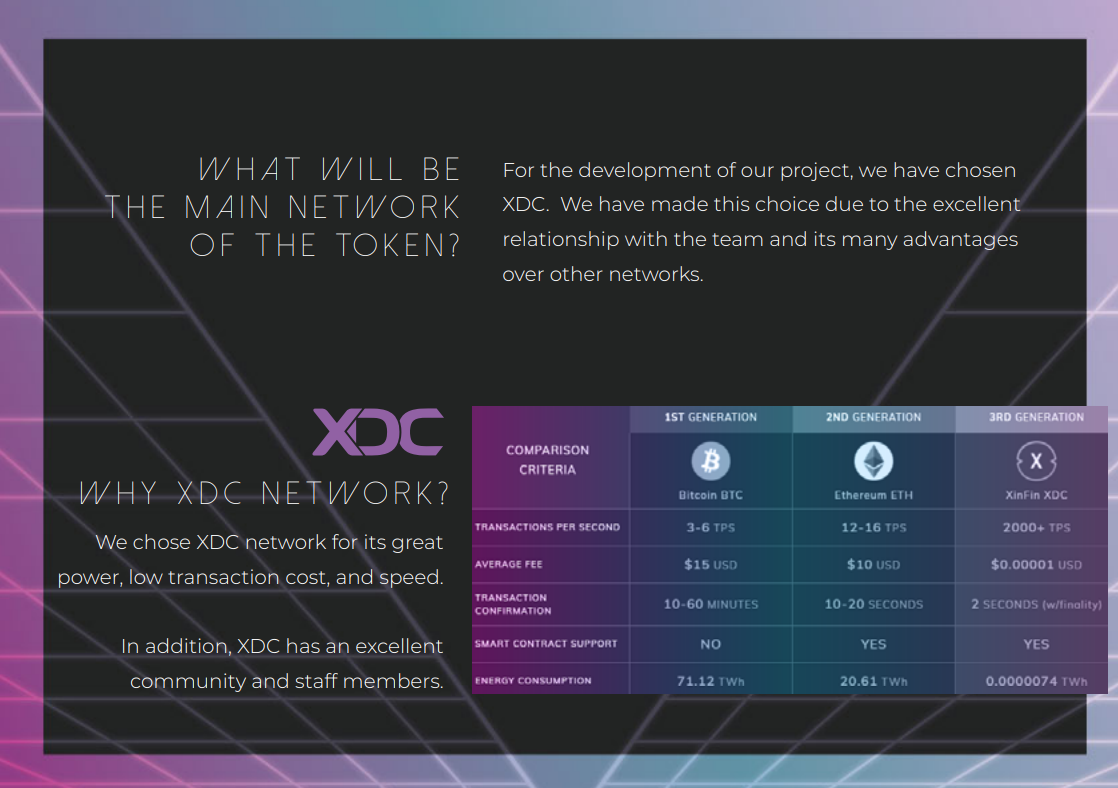 WHAT WILL BE
THE MAIN NETWORK
OF THE TOKEN?
For the development of our project, we have chosen
XDC.  We have made this choice due to the excellent
relationship with the team and its many advantages
over other networks.
XDC
WHY XDC NETWORK?
We chose XDC network for its great
power, low transaction cost, and speed.
In addition, XDC has an excellent
community and staff members.
1ST GENERATION 2ND GENERATION 3RD GENERATION
COMPARISON
CRITERIA
Bitcoin BTC Ethereum ETH XinFin XDC
TRANSACTIONS PER SECOND 3-6 TPS 12-16 TPS 2000+ TPS
AVERAGE FEE $15 USD $10 USD $0.00001 USD
TRANSACTION
CONFIRMATION 10-60 MINUTES 10-20 SECONDS 2 SECONDS (w/finality)
SMART CONTRACT SUPPORT NO YES YES
ENERGY CONSUMPTION 71.12 TWh 20.61 TWh 0.0000074 TWh